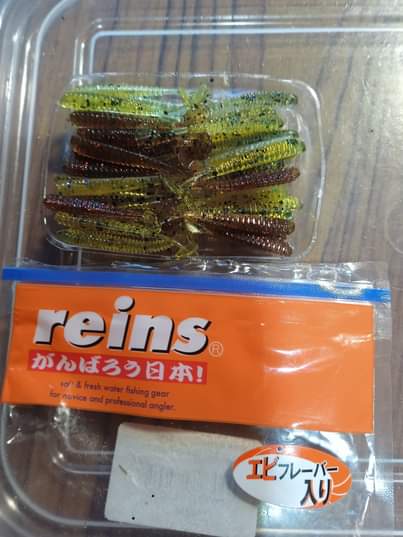 reins®
がんばろう日本!
salt & fresh water fishing gear
for novice and professional angler.
エビフレーバー
入り